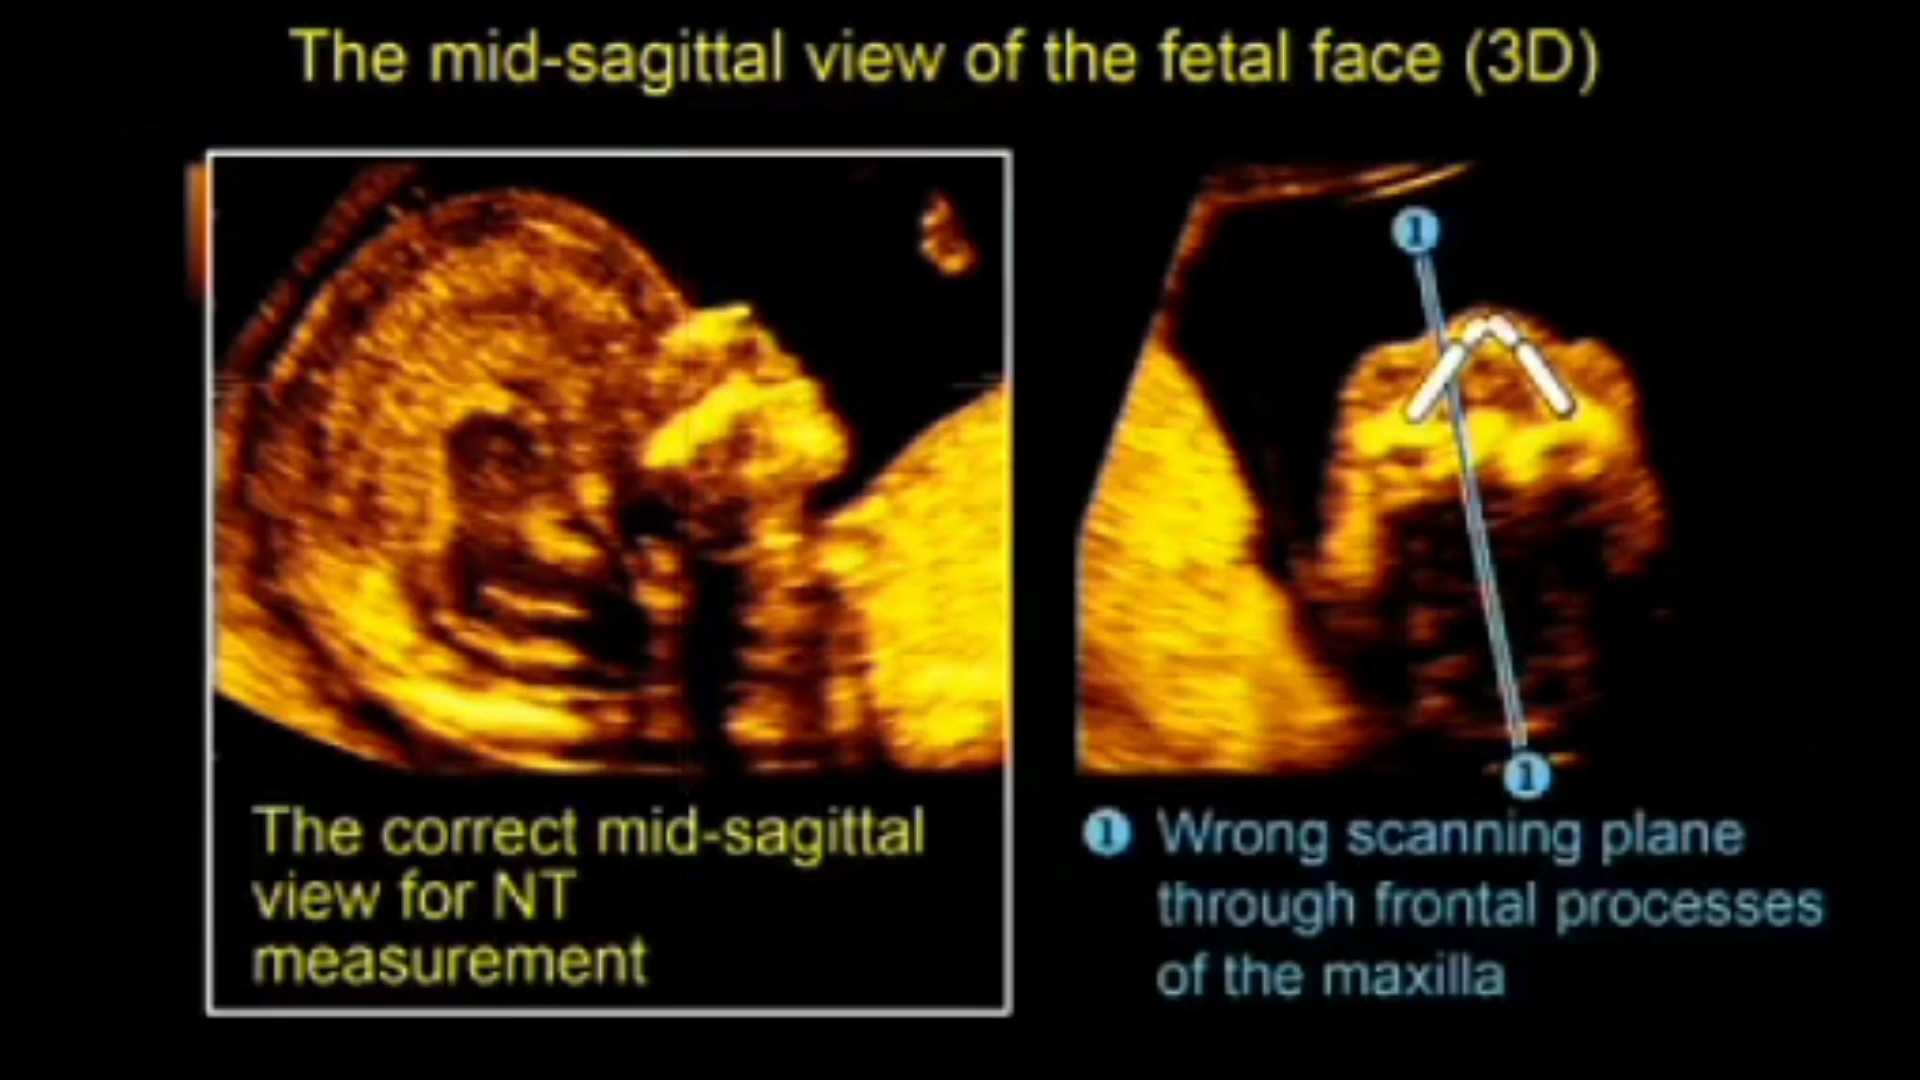 The mid-sagittal view of the fetal face (3D)
The correct mid-sagittal
view for NT
measurement
1
1
1 Wrong scanning plane
through frontal processes
of the maxilla